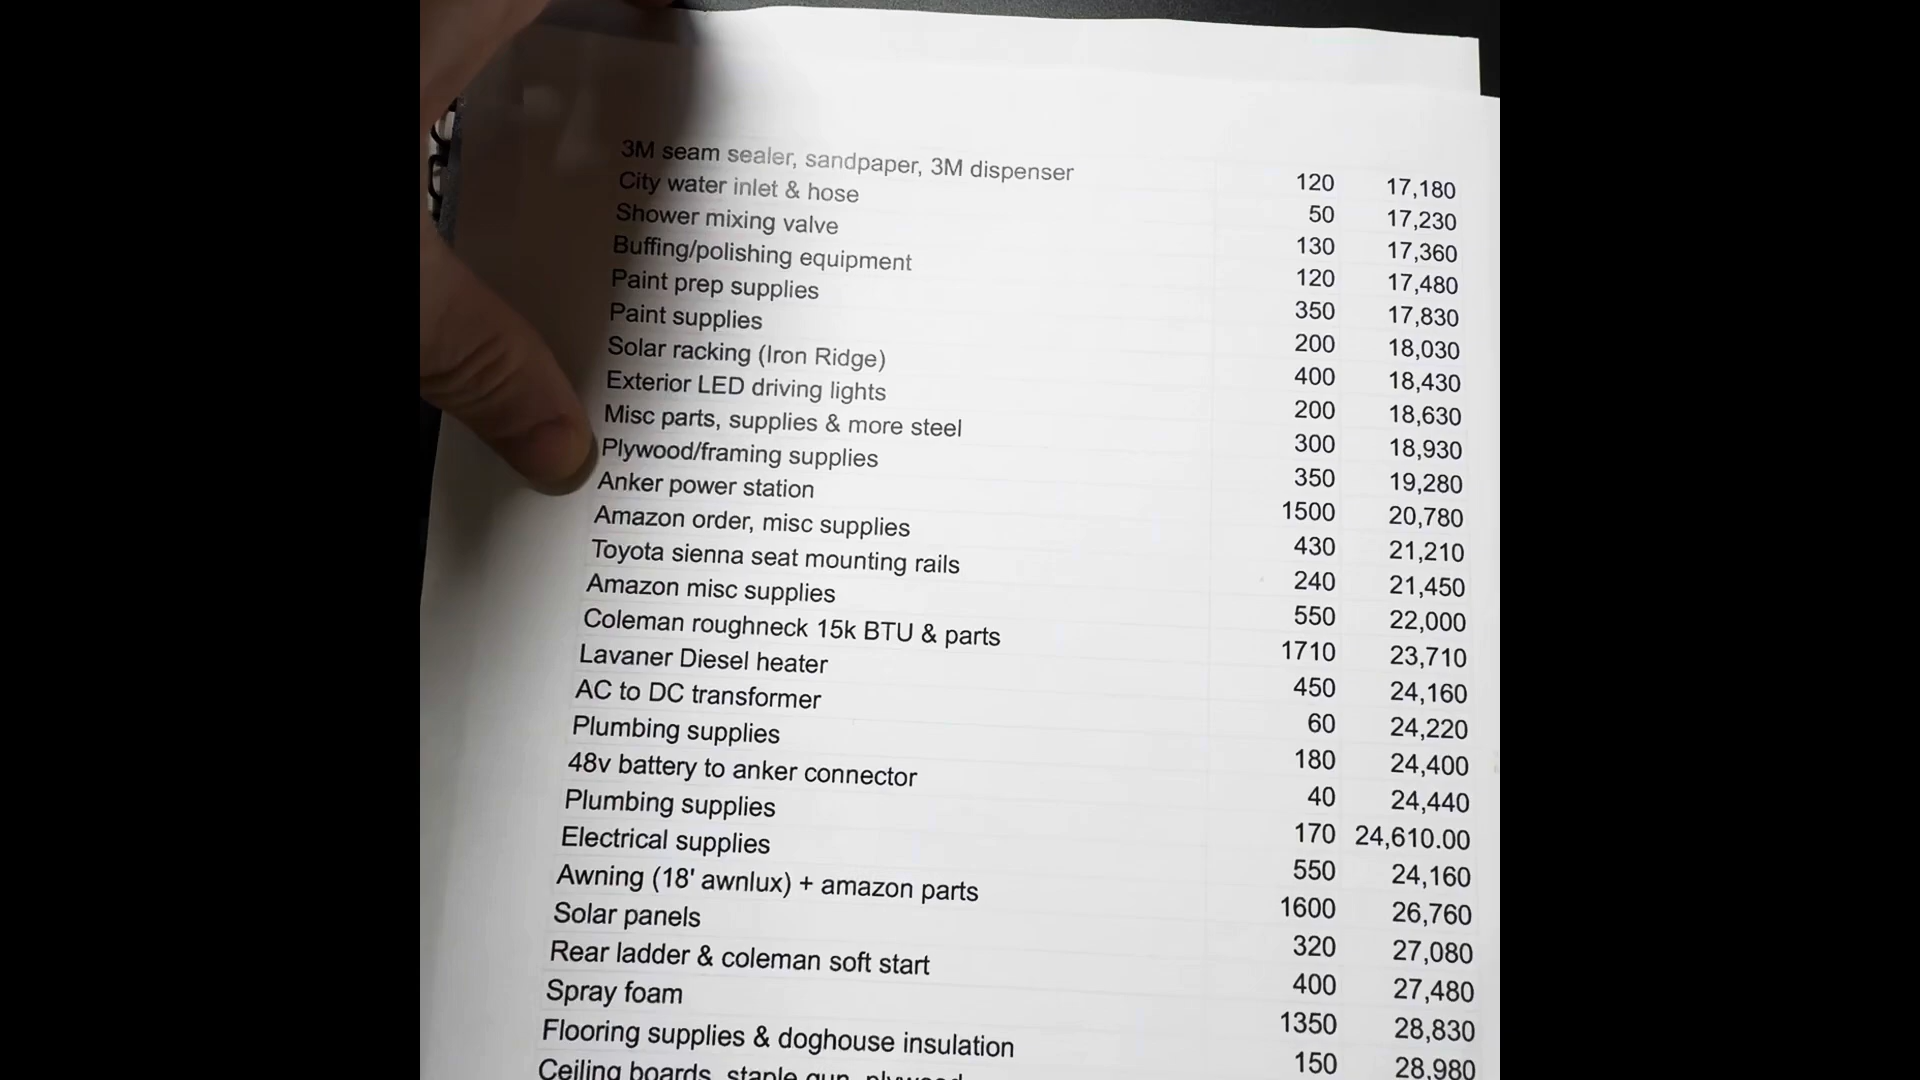 3M seam sealer, sandpaper, 3M dispenser 120 17,180
City water inlet & hose 50 17,230
Shower mixing valve 130 17,360
Buffing/polishing equipment 120 17,480
Paint prep supplies 350 17,830
Paint supplies 200 18,030
Solar racking (Iron Ridge) 400 18,430
Exterior LED driving lights 200 18,630
Misc parts, supplies & more steel 300 18,930
Plywood/framing supplies 350 19,280
Anker power station 1500 20,780
Amazon order, misc supplies 430 21,210
Toyota sienna seat mounting rails 240 21,450
Amazon misc supplies 550 22,000
Coleman roughneck 15k BTU & parts 1710 23,710
Lavaner Diesel heater 450 24,160
AC to DC transformer 60 24,220
Plumbing supplies 180 24,400
48v battery to anker connector 40 24,440
Plumbing supplies 170 24,610.00
Electrical supplies 550 24,160
Awning (18' awnlux) + amazon parts 1600 26,760
Solar panels 320 27,080
Rear ladder & coleman soft start 400 27,480
Spray foam 1350 28,830
Flooring supplies & doghouse insulation 150 28,980
Ceiling boards, staple gun, plywood